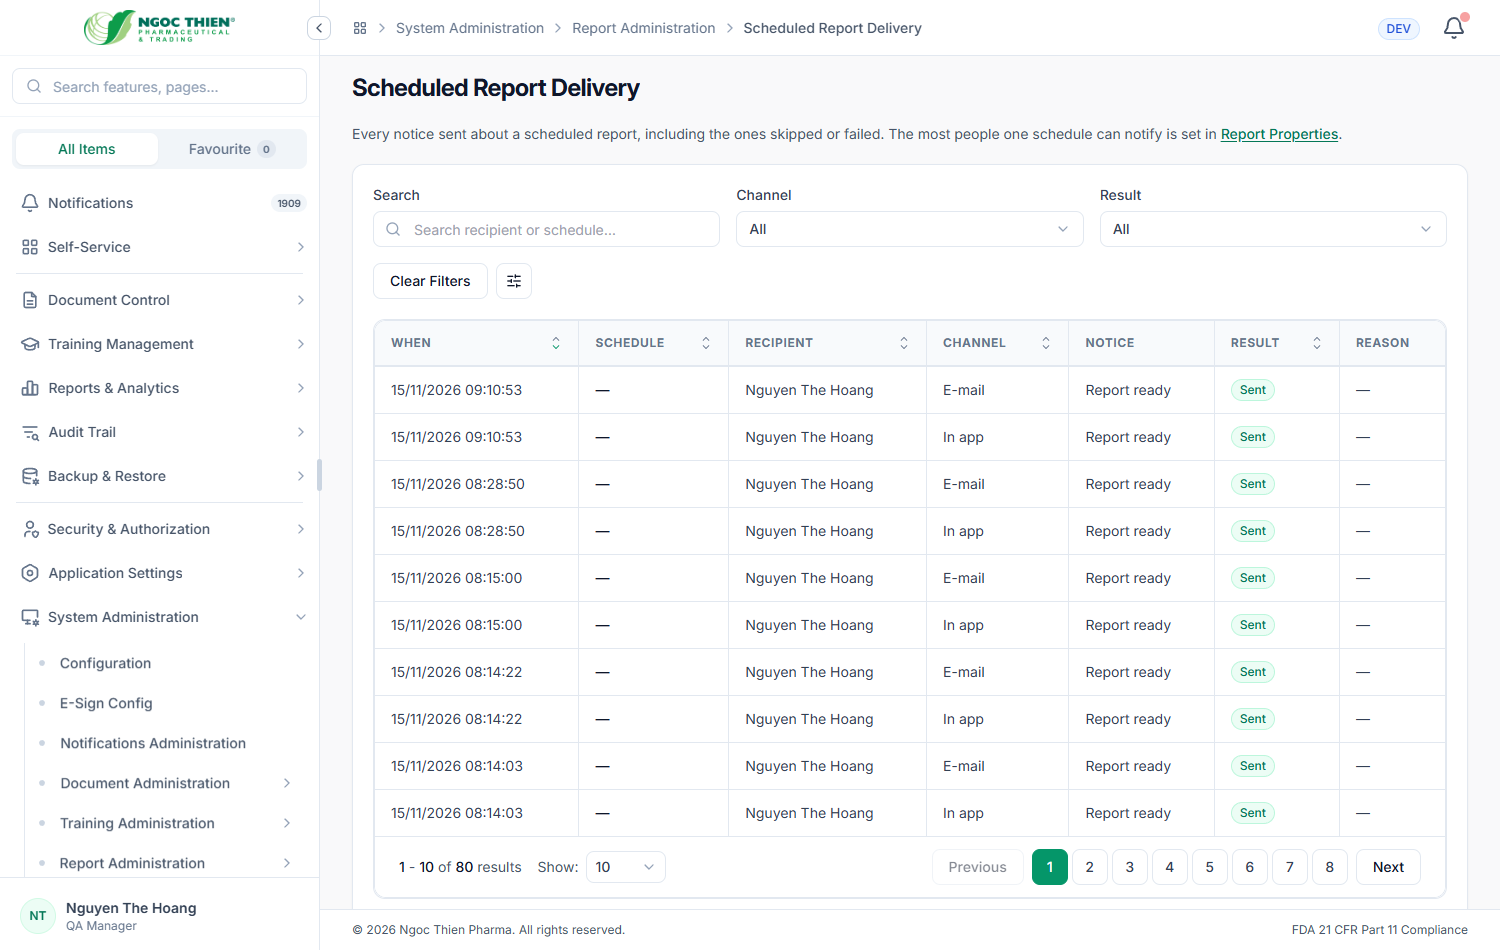 NGOC THIEN®
PHARMACEUTICAL
& TRADING
System Administration
Report Administration
Scheduled Report Delivery
DEV
Search features, pages...
All Items
Favourite 0
Notifications 1909
Self-Service
Document Control
Training Management
Reports & Analytics
Audit Trail
Backup & Restore
Security & Authorization
Application Settings
System Administration
Configuration
E-Sign Config
Notifications Administration
Document Administration
Training Administration
Report Administration
NT
Nguyen The Hoang
QA Manager
Scheduled Report Delivery
Every notice sent about a scheduled report, including the ones skipped or failed. The most people one schedule can notify is set in Report Properties.
Search Channel Result
Search recipient or schedule... All All
Clear Filters
WHEN SCHEDULE RECIPIENT CHANNEL NOTICE RESULT REASON
15/11/2026 09:10:53 — Nguyen The Hoang E-mail Report ready Sent —
15/11/2026 09:10:53 — Nguyen The Hoang In app Report ready Sent —
15/11/2026 08:28:50 — Nguyen The Hoang E-mail Report ready Sent —
15/11/2026 08:28:50 — Nguyen The Hoang In app Report ready Sent —
15/11/2026 08:15:00 — Nguyen The Hoang E-mail Report ready Sent —
15/11/2026 08:15:00 — Nguyen The Hoang In app Report ready Sent —
15/11/2026 08:14:22 — Nguyen The Hoang E-mail Report ready Sent —
15/11/2026 08:14:22 — Nguyen The Hoang In app Report ready Sent —
15/11/2026 08:14:03 — Nguyen The Hoang E-mail Report ready Sent —
15/11/2026 08:14:03 — Nguyen The Hoang In app Report ready Sent —
1 - 10 of 80 results Show: 10 Previous 1 2 3 4 5 6 7 8 Next
© 2026 Ngoc Thien Pharma. All rights reserved. FDA 21 CFR Part 11 Compliance